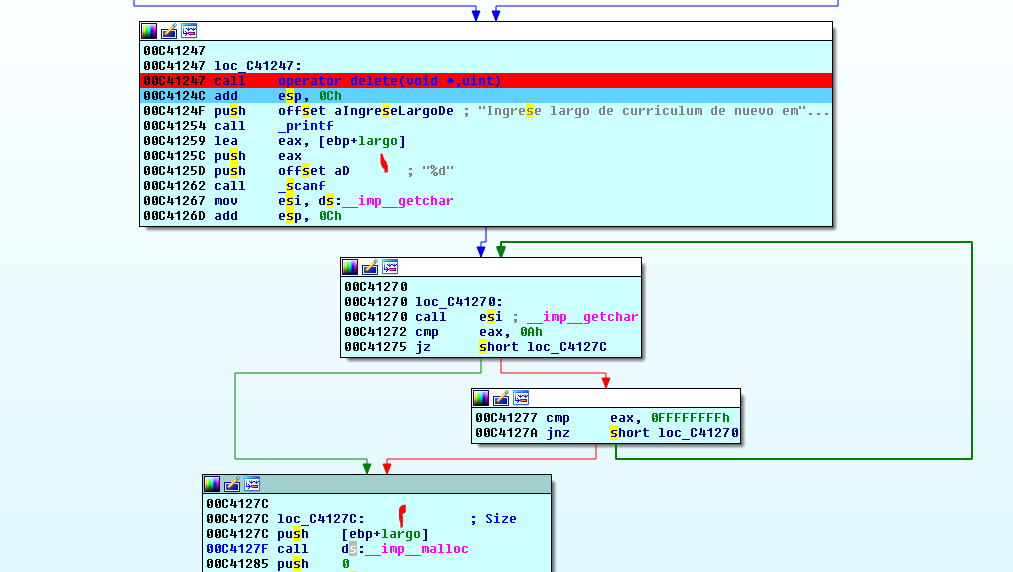 00C41247
00C41247 loc_C41247:
00C41247 call operator delete(void *,uint)
00C4124C add esp, 0Ch
00C4124F push offset aIngreseLargoDe ; "Ingrese largo de curriculum de nuevo em"...
00C41254 call _printf
00C41259 lea eax, [ebp+largo]
00C4125C push eax
00C4125D push offset aD ; "%d"
00C41262 call _scanf
00C41267 mov esi, ds:__imp__getchar
00C4126D add esp, 0Ch
00C41270
00C41270 loc_C41270:
00C41270 call esi ; __imp__getchar
00C41272 cmp eax, 0Ah
00C41275 jz short loc_C4127C
00C41277 cmp eax, 0FFFFFFFFh
00C4127A jnz short loc_C41270
00C4127C
00C4127C loc_C4127C: ; Size
00C4127C push [ebp+largo]
00C4127F call ds:__imp__malloc
00C41285 push 0